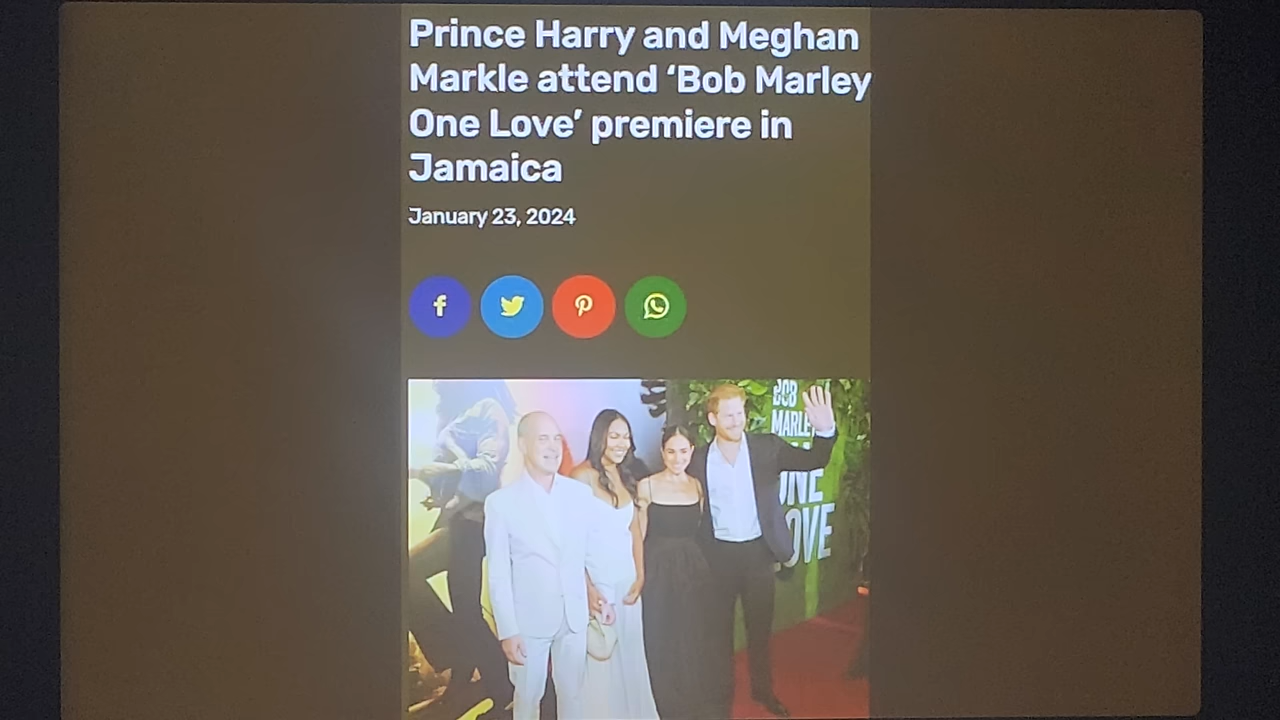 Prince Harry and Meghan
Markle attend ‘Bob Marley
One Love’ premiere in
Jamaica
January 23, 2024
BOB
MARLEY
ONE
LOVE